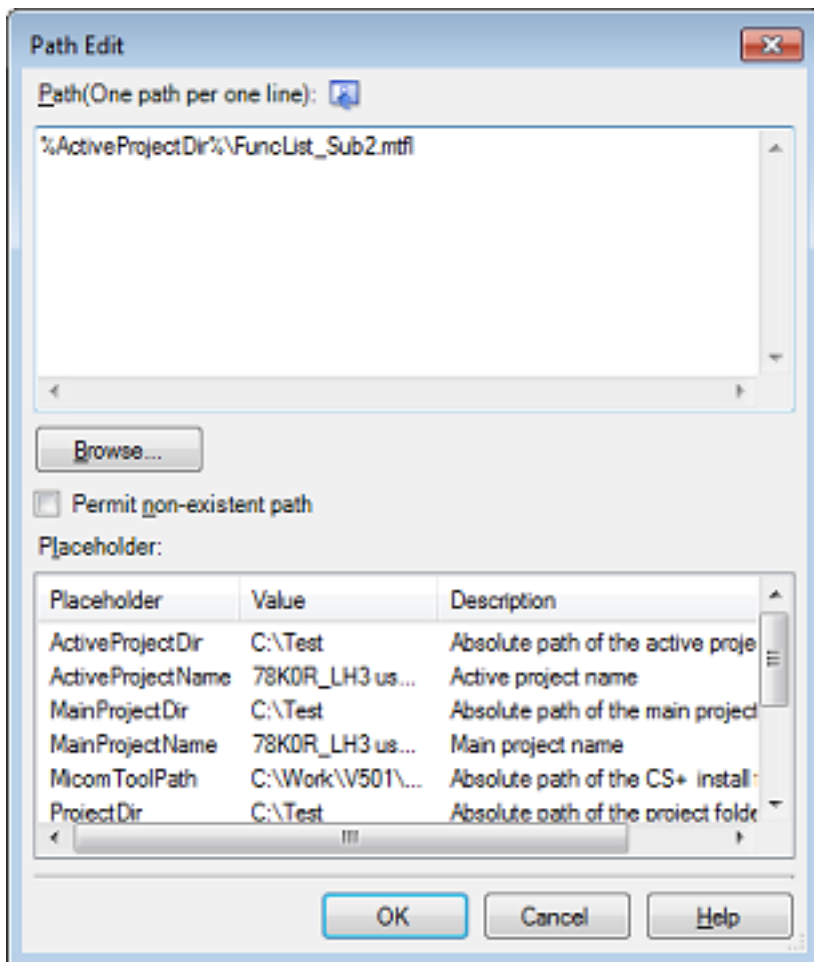 Path Edit
Path(One path per one line):
%ActiveProjectDir%\FuncList_Sub2.mtfl
Browse...
Permit non-existent path
Placeholder:
Placeholder Value Description
ActiveProjectDir C:\Test Absolute path of the active proje
ActiveProjectName 78K0R_LH3 us... Active project name
MainProjectDir C:\Test Absolute path of the main project
MainProjectName 78K0R_LH3 us... Main project name
MicomToolPath C:\Work\V501\... Absolute path of the CS+ install
ProjectDir C:\Test Absolute path of the project folde
OK Cancel Help